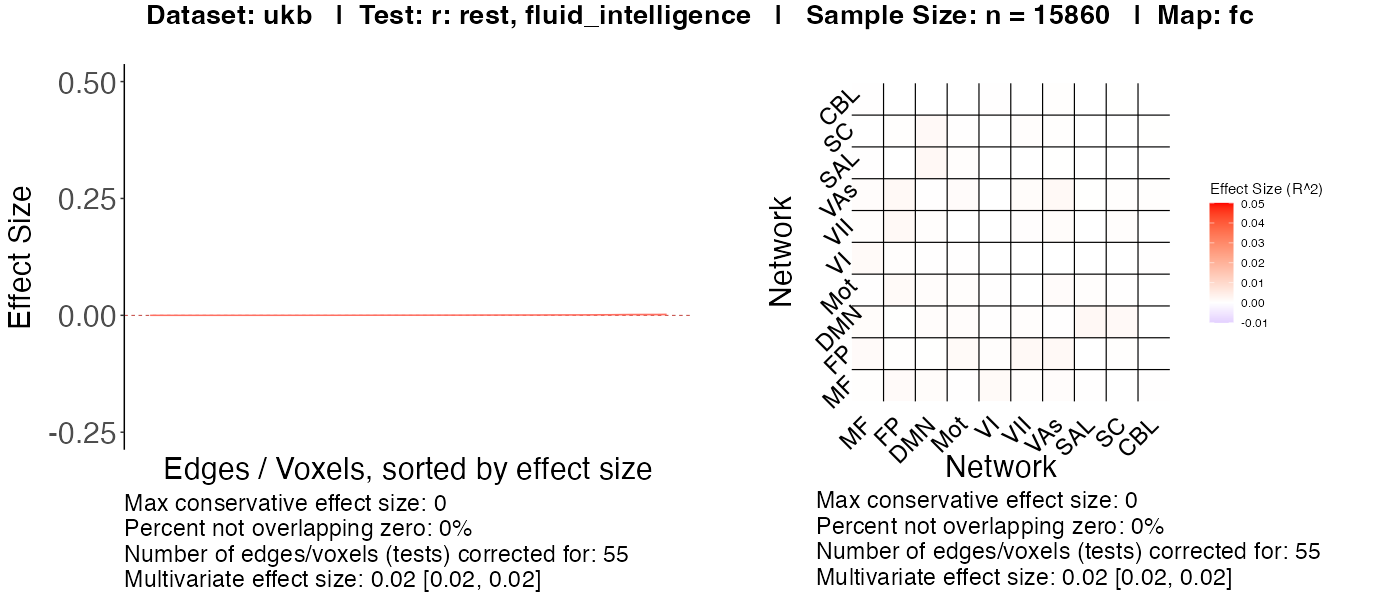 Dataset: ukb | Test: r: rest, fluid_intelligence | Sample Size: n = 15860 | Map: fc
Effect Size
0.50
0.25
0.00
-0.25
Edges / Voxels, sorted by effect size
Max conservative effect size: 0
Percent not overlapping zero: 0%
Number of edges/voxels (tests) corrected for: 55
Multivariate effect size: 0.02 [0.02, 0.02]
Network
CBL
SC
SAL
VAs
VII
VI
Mot
DMN
FP
MF
MF
FP
DMN
Mot
VI
VII
VAs
SAL
SC
CBL
Network
Effect Size (R^2)
0.05
0.04
0.03
0.02
0.01
0.00
-0.01
Max conservative effect size: 0
Percent not overlapping zero: 0%
Number of edges/voxels (tests) corrected for: 55
Multivariate effect size: 0.02 [0.02, 0.02]